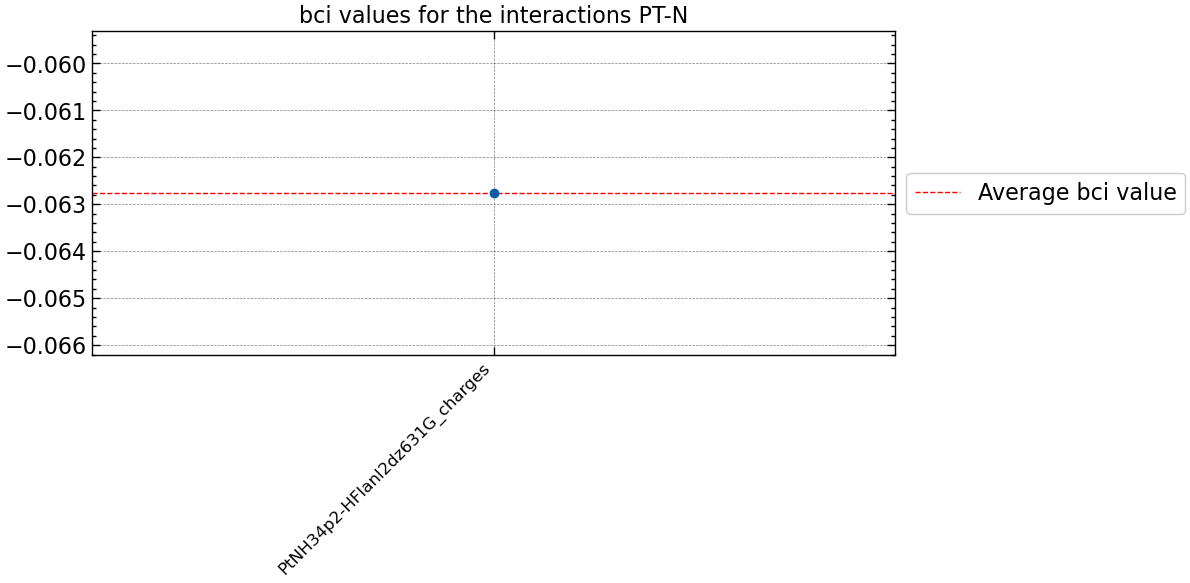 bci values for the interactions PT-N
−0.060
−0.061
−0.062
−0.063
−0.064
−0.065
−0.066
Average bci value
PtNH34p2-HFlanl2dz631G_charges